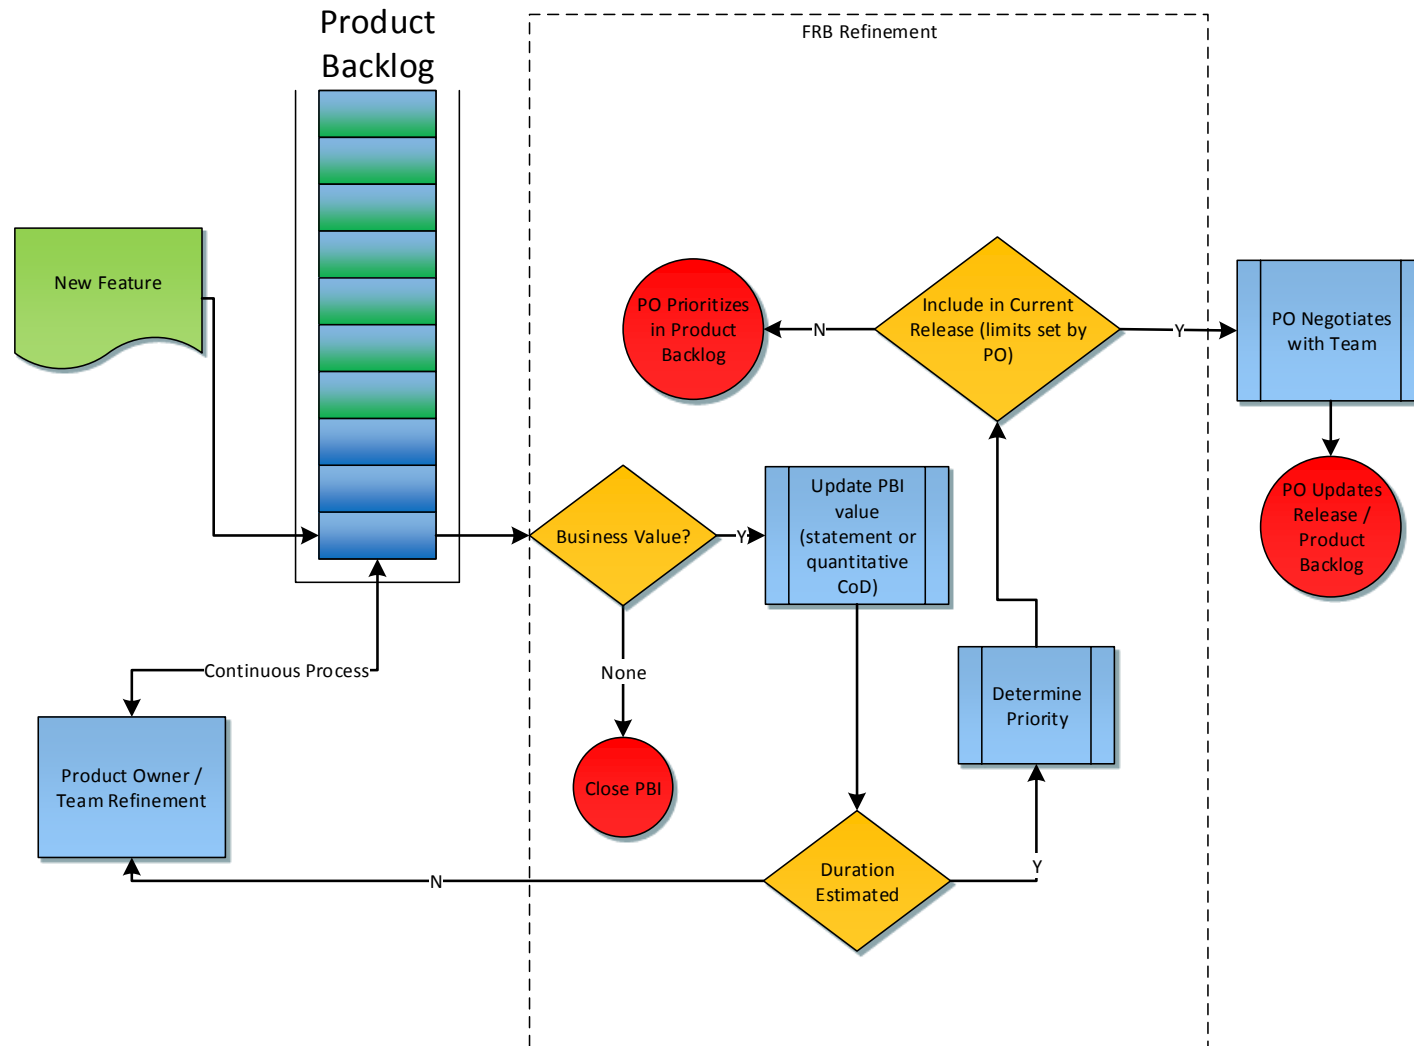 Product
Backlog
FRB Refinement
New Feature
PO Prioritizes
in Product
Backlog
N
Include in Current
Release (limits set by
PO)
Y
PO Negotiates
with Team
PO Updates
Release /
Product
Backlog
Business Value?
Y
Update PBI
value
(statement or
quantitative
CoD)
None
Close PBI
Continuous Process
Product Owner /
Team Refinement
Determine
Priority
Duration
Estimated
N
Y